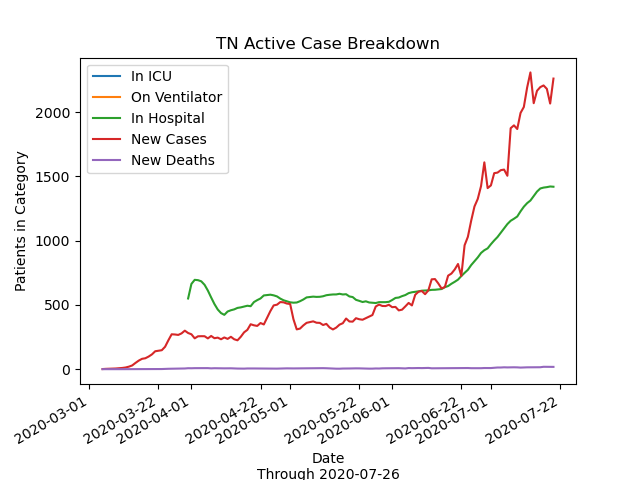 TN Active Case Breakdown
In ICU
On Ventilator
In Hospital
New Cases
New Deaths
Patients in Category
2000
1500
1000
500
0
2020-03-01
2020-03-22
2020-04-01
2020-04-22
2020-05-01
2020-05-22
2020-06-01
2020-06-22
2020-07-01
2020-07-22
Date
Through 2020-07-26